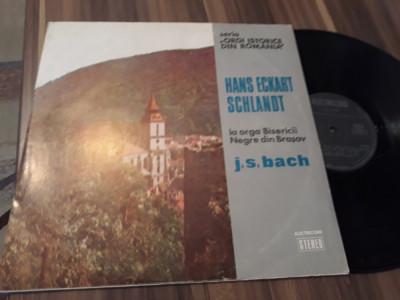 seria
„ORGI ISTORICE
DIN ROMÂNIA"
HANS ECKART
SCHLANDT
la orga Bisericii
Negre din Braşov
j.s.bach
ELECTRECORD
STEREO